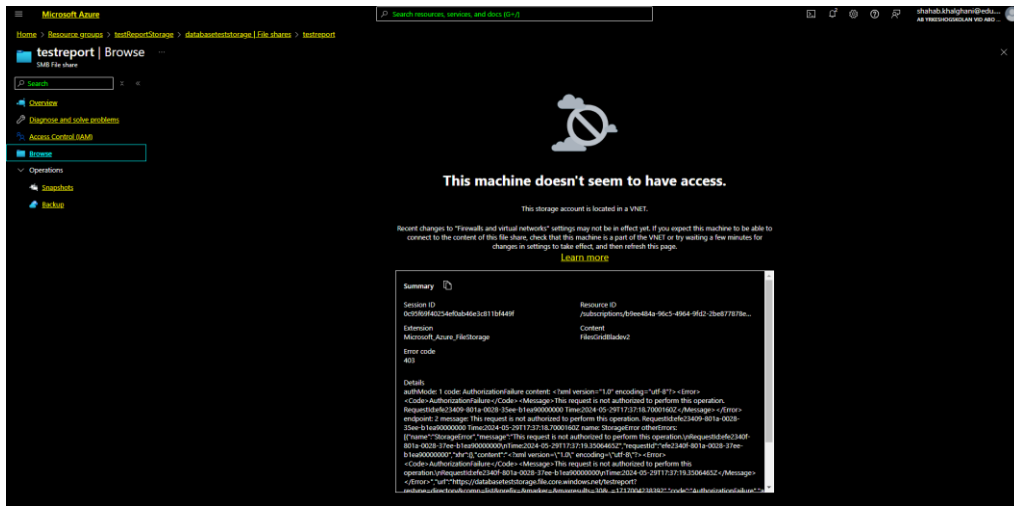 Microsoft Azure
Search resources, services, and docs (G+/)
shahab.khalghani@edu...
AB YRKESHOGSKOLAN VID ABO ...
Home > Resource groups > testReportStorage > databaseteststorage | File shares > testreport
testreport | Browse ...
SMB File share
Search
Overview
Diagnose and solve problems
Access Control (IAM)
Browse
Operations
Snapshots
Backup
This machine doesn't seem to have access.
This storage account is located in a VNET.
Recent changes to "Firewalls and virtual networks" settings may not be in effect yet. If you expect this machine to be able to
connect to the content of this file share, check that this machine is a part of the VNET or try waiting a few minutes for
changes in settings to take effect, and then refresh this page.
Learn more
Summary
Session ID
0c95f69f40254ef0ab46e3c811bf449f
Resource ID
/subscriptions/b9ee484a-96c5-4964-9fd2-2be877878e...
Extension
Microsoft_Azure_FileStorage
Content
FilesGridBladev2
Error code
403
Details
authMode: 1 code: AuthorizationFailure content: <?xml version="1.0" encoding="utf-8"?> <Error>
<Code>AuthorizationFailure</Code> <Message>This request is not authorized to perform this operation.
RequestId:efe23409-801a-0028-35ee-b1ea90000000 Time:2024-05-29T17:37:18.7000160Z </Message> </Error>
endpoint: 2 message: This request is not authorized to perform this operation. RequestId:efe23409-801a-0028-
35ee-b1ea90000000 Time:2024-05-29T17:37:18.7000160Z name: StorageError otherErrors:
[{"name":"StorageError","message":"This request is not authorized to perform this operation.\nRequestId:efe2340f-
801a-0028-37ee-b1ea90000000\nTime:2024-05-29T17:37:19.3506465Z","requestId":"efe2340f-801a-0028-37ee-
b1ea90000000","xhr":{},"content":"<?xml version=\"1.0\" encoding=\"utf-8\"?> <Error>
<Code>AuthorizationFailure</Code> <Message>This request is not authorized to perform this
operation.\nRequestId:efe2340f-801a-0028-37ee-b1ea90000000\nTime:2024-05-29T17:37:19.3506465Z</Message>
</Error>","url":"https://databaseteststorage.file.core.windows.net/testreport?
restype=directory&comp=list&prefix=&marker=&maxresults=30&_=1717004238392","code":"AuthorizationFailure"